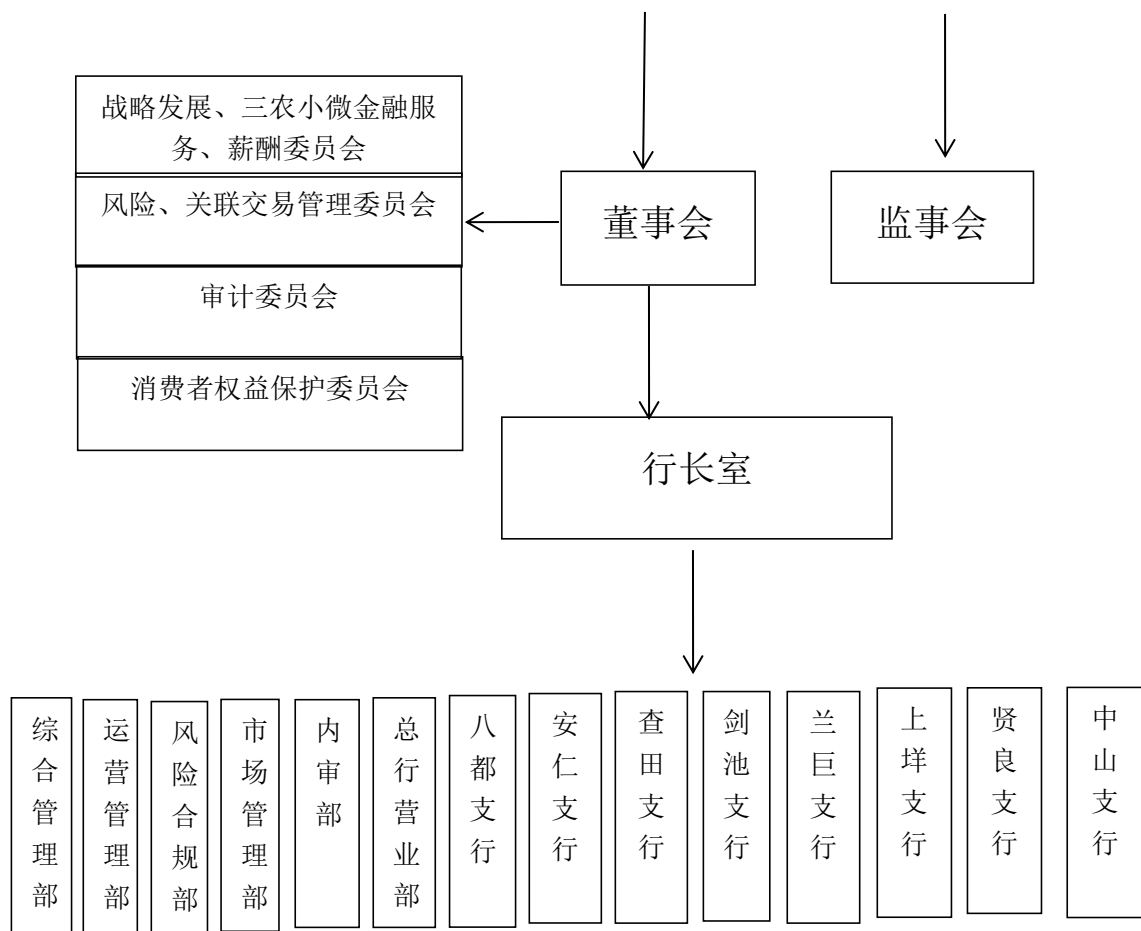 战略发展、三农小微金融服
务、薪酬委员会
风险、关联交易管理委员会
审计委员会
消费者权益保护委员会
董事会
监事会
行长室
综合管理部
运营管理部
风险合规部
市场管理部
内审部
总行营业部
八都支行
安仁支行
查田支行
剑池支行
兰巨支行
上垟支行
贤良支行
中山支行